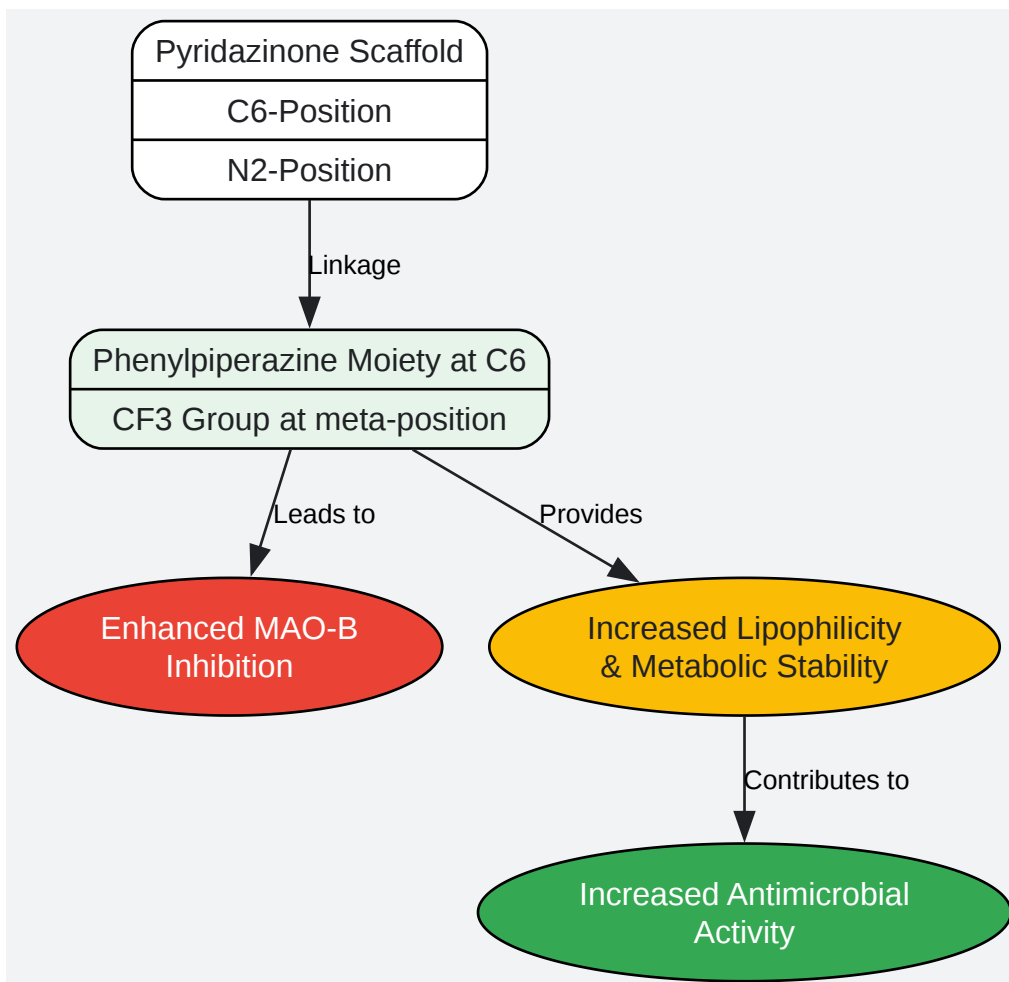 Pyridazinone Scaffold
C6-Position
N2-Position
Linkage
Phenylpiperazine Moiety at C6
CF3 Group at meta-position
Leads to
Provides
Enhanced MAO-B
Inhibition
Increased Lipophilicity
& Metabolic Stability
Contributes to
Increased Antimicrobial
Activity